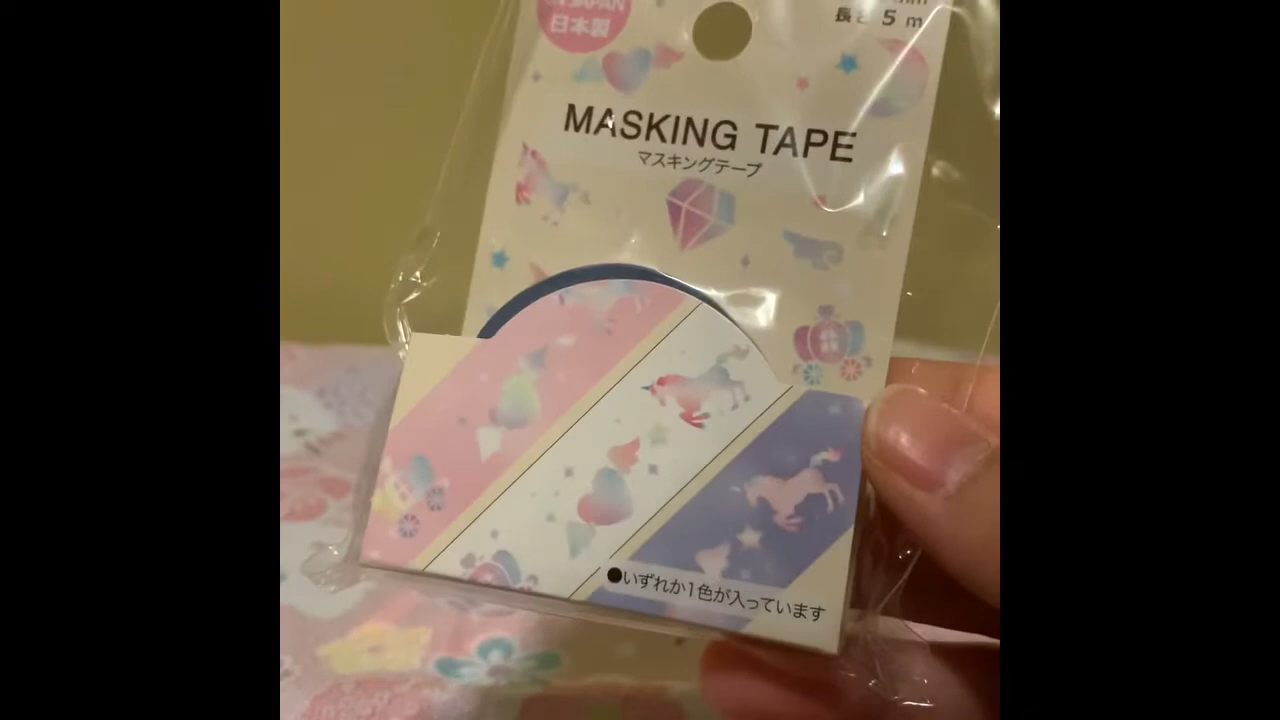 JAPAN
日本製
長さ 5 m
MASKING TAPE
マスキングテープ
●いずれか1色が入っています